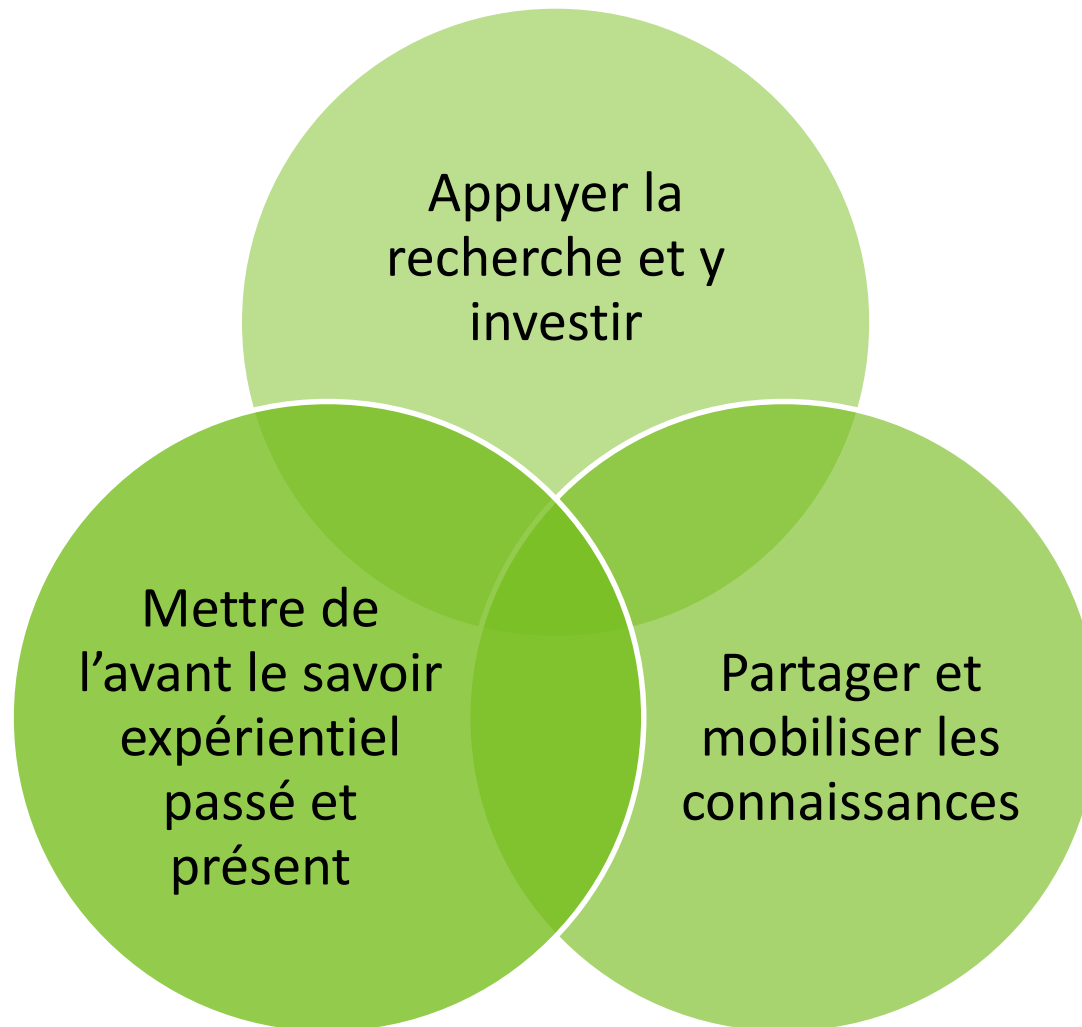 Appuyer la
recherche et y
investir
Mettre de
l’avant le savoir
expérientiel
passé et
présent
Partager et
mobiliser les
connaissances